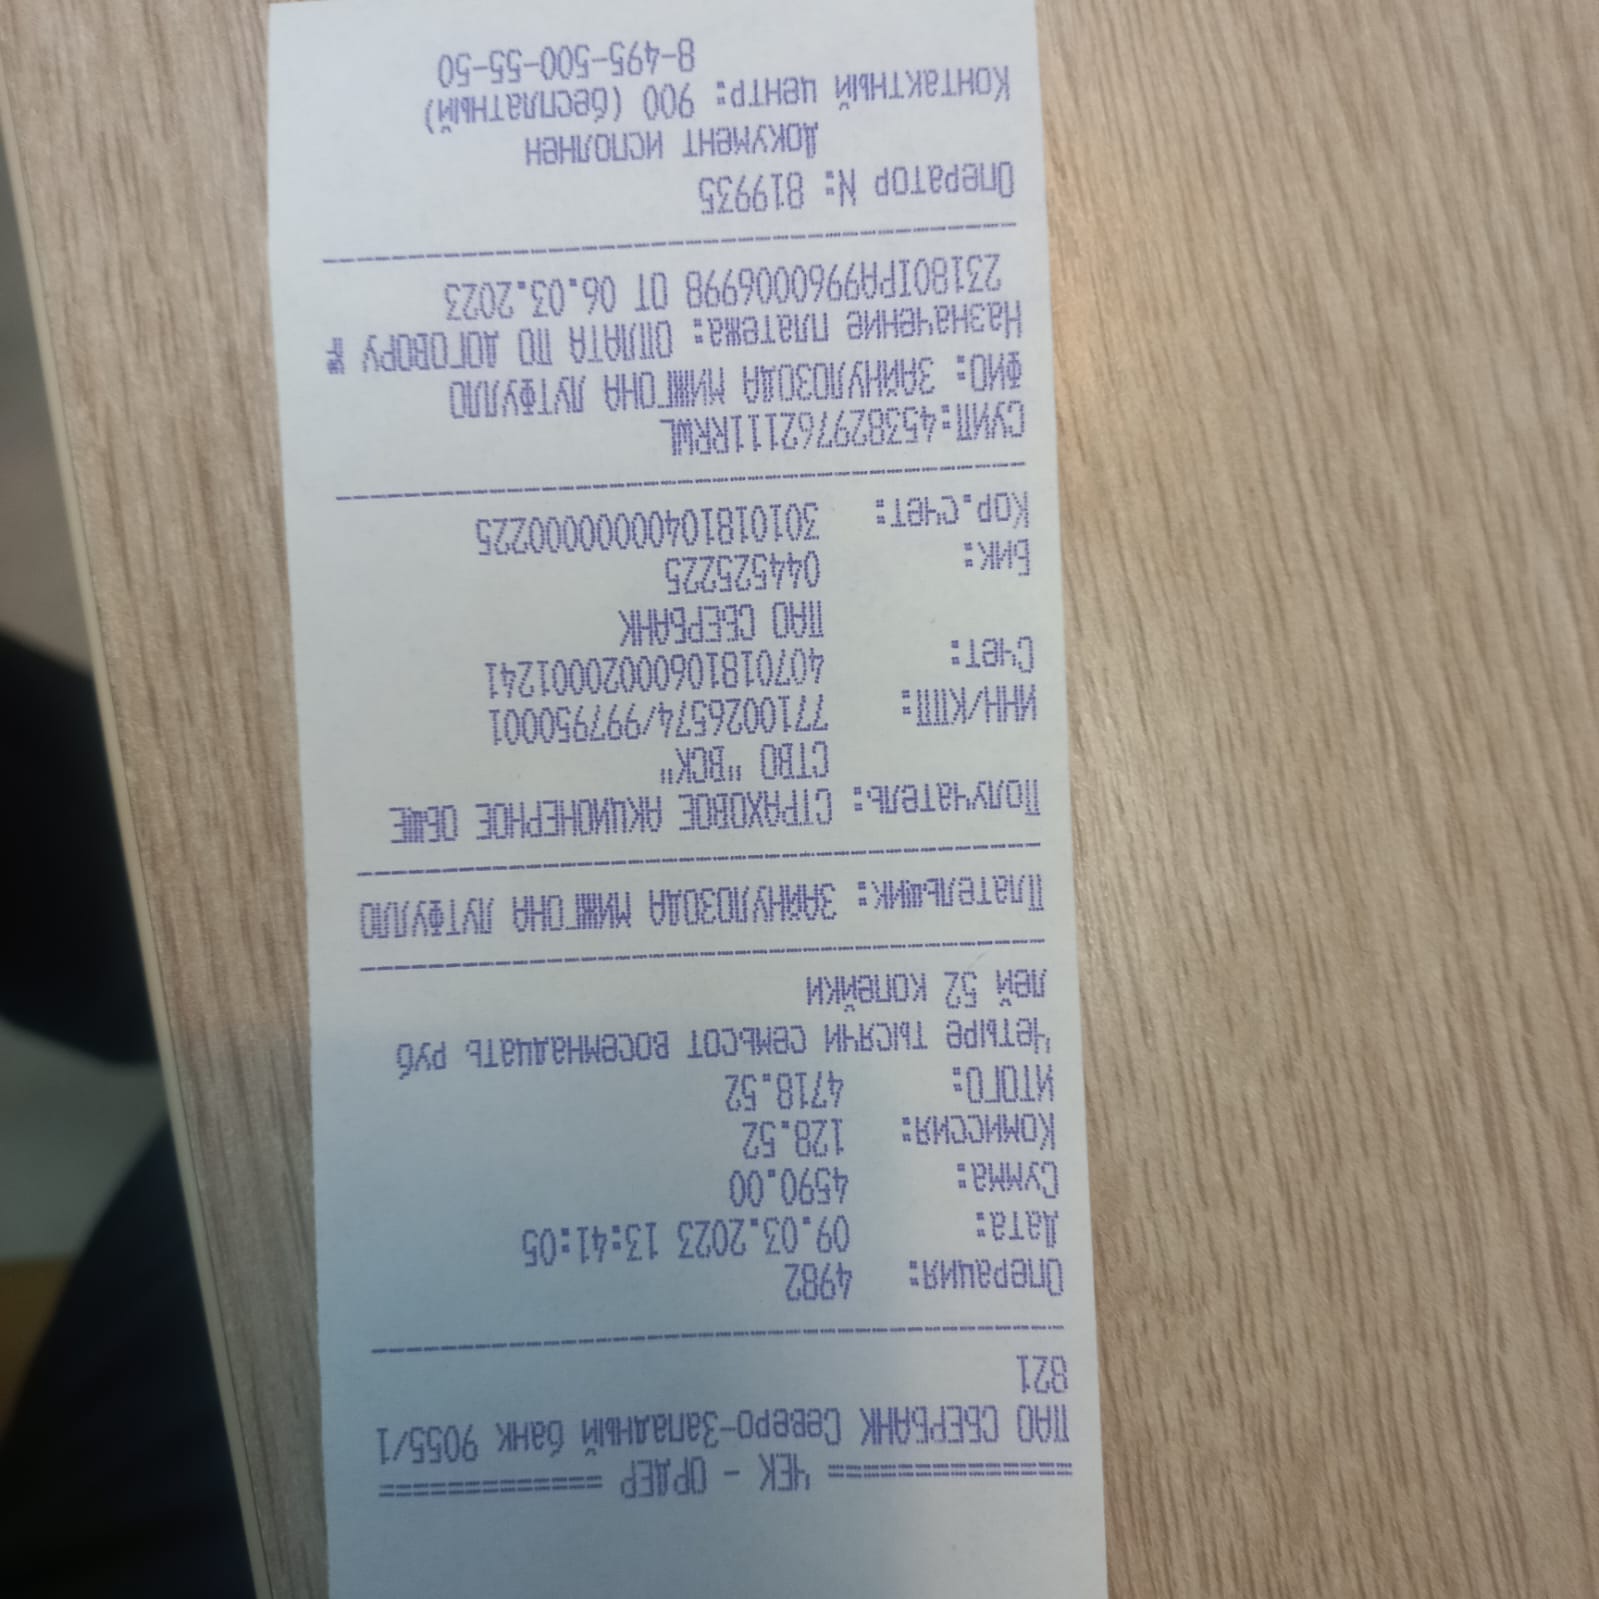 ============== ЧЕК - ОРДЕР =============
ПАО СБЕРБАНК Северо-Западный банк 9055/1
821
Операция: 4982
Дата: 09.03.2023 13:41:05
Сумма: 4590.00
Комиссия: 128.52
ИТОГО: 4718.52
Четыре тысячи семьсот восемнадцать руб
лей 52 копейки
Плательщик: ЗАЙНУЛОЗОДА МИЖГОНА ЛУТФУЛЛО
Получатель: СТРАХОВОЕ АКЦИОНЕРНОЕ ОБЩЕ
СТВО "ВСК"
ИНН/КПП: 7710026574/997950001
Счет: 40701810600020001241
ПАО СБЕРБАНК
БИК: 044525225
Кор.счет: 30101810400000000225
СУИП:453829762111RRWL
ФИО: ЗАЙНУЛОЗОДА МИЖГОНА ЛУТФУЛЛО
Назначение платежа: ОПЛАТА ПО ДОГОВОРУ №
23180IPA9960006998 ОТ 06.03.2023
Оператор N: 819935
Документ исполнен
Контактный центр: 900 (бесплатный)
8-495-500-55-50